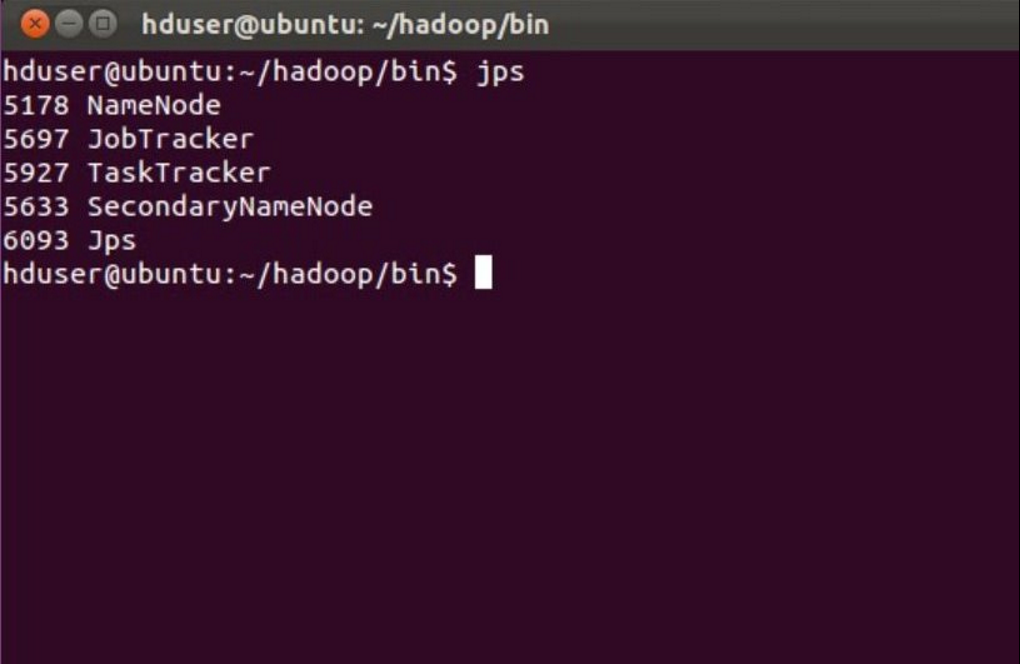 hduser@ubuntu: ~/hadoop/bin
hduser@ubuntu:~/hadoop/bin$ jps
5178 NameNode
5697 JobTracker
5927 TaskTracker
5633 SecondaryNameNode
6093 Jps
hduser@ubuntu:~/hadoop/bin$